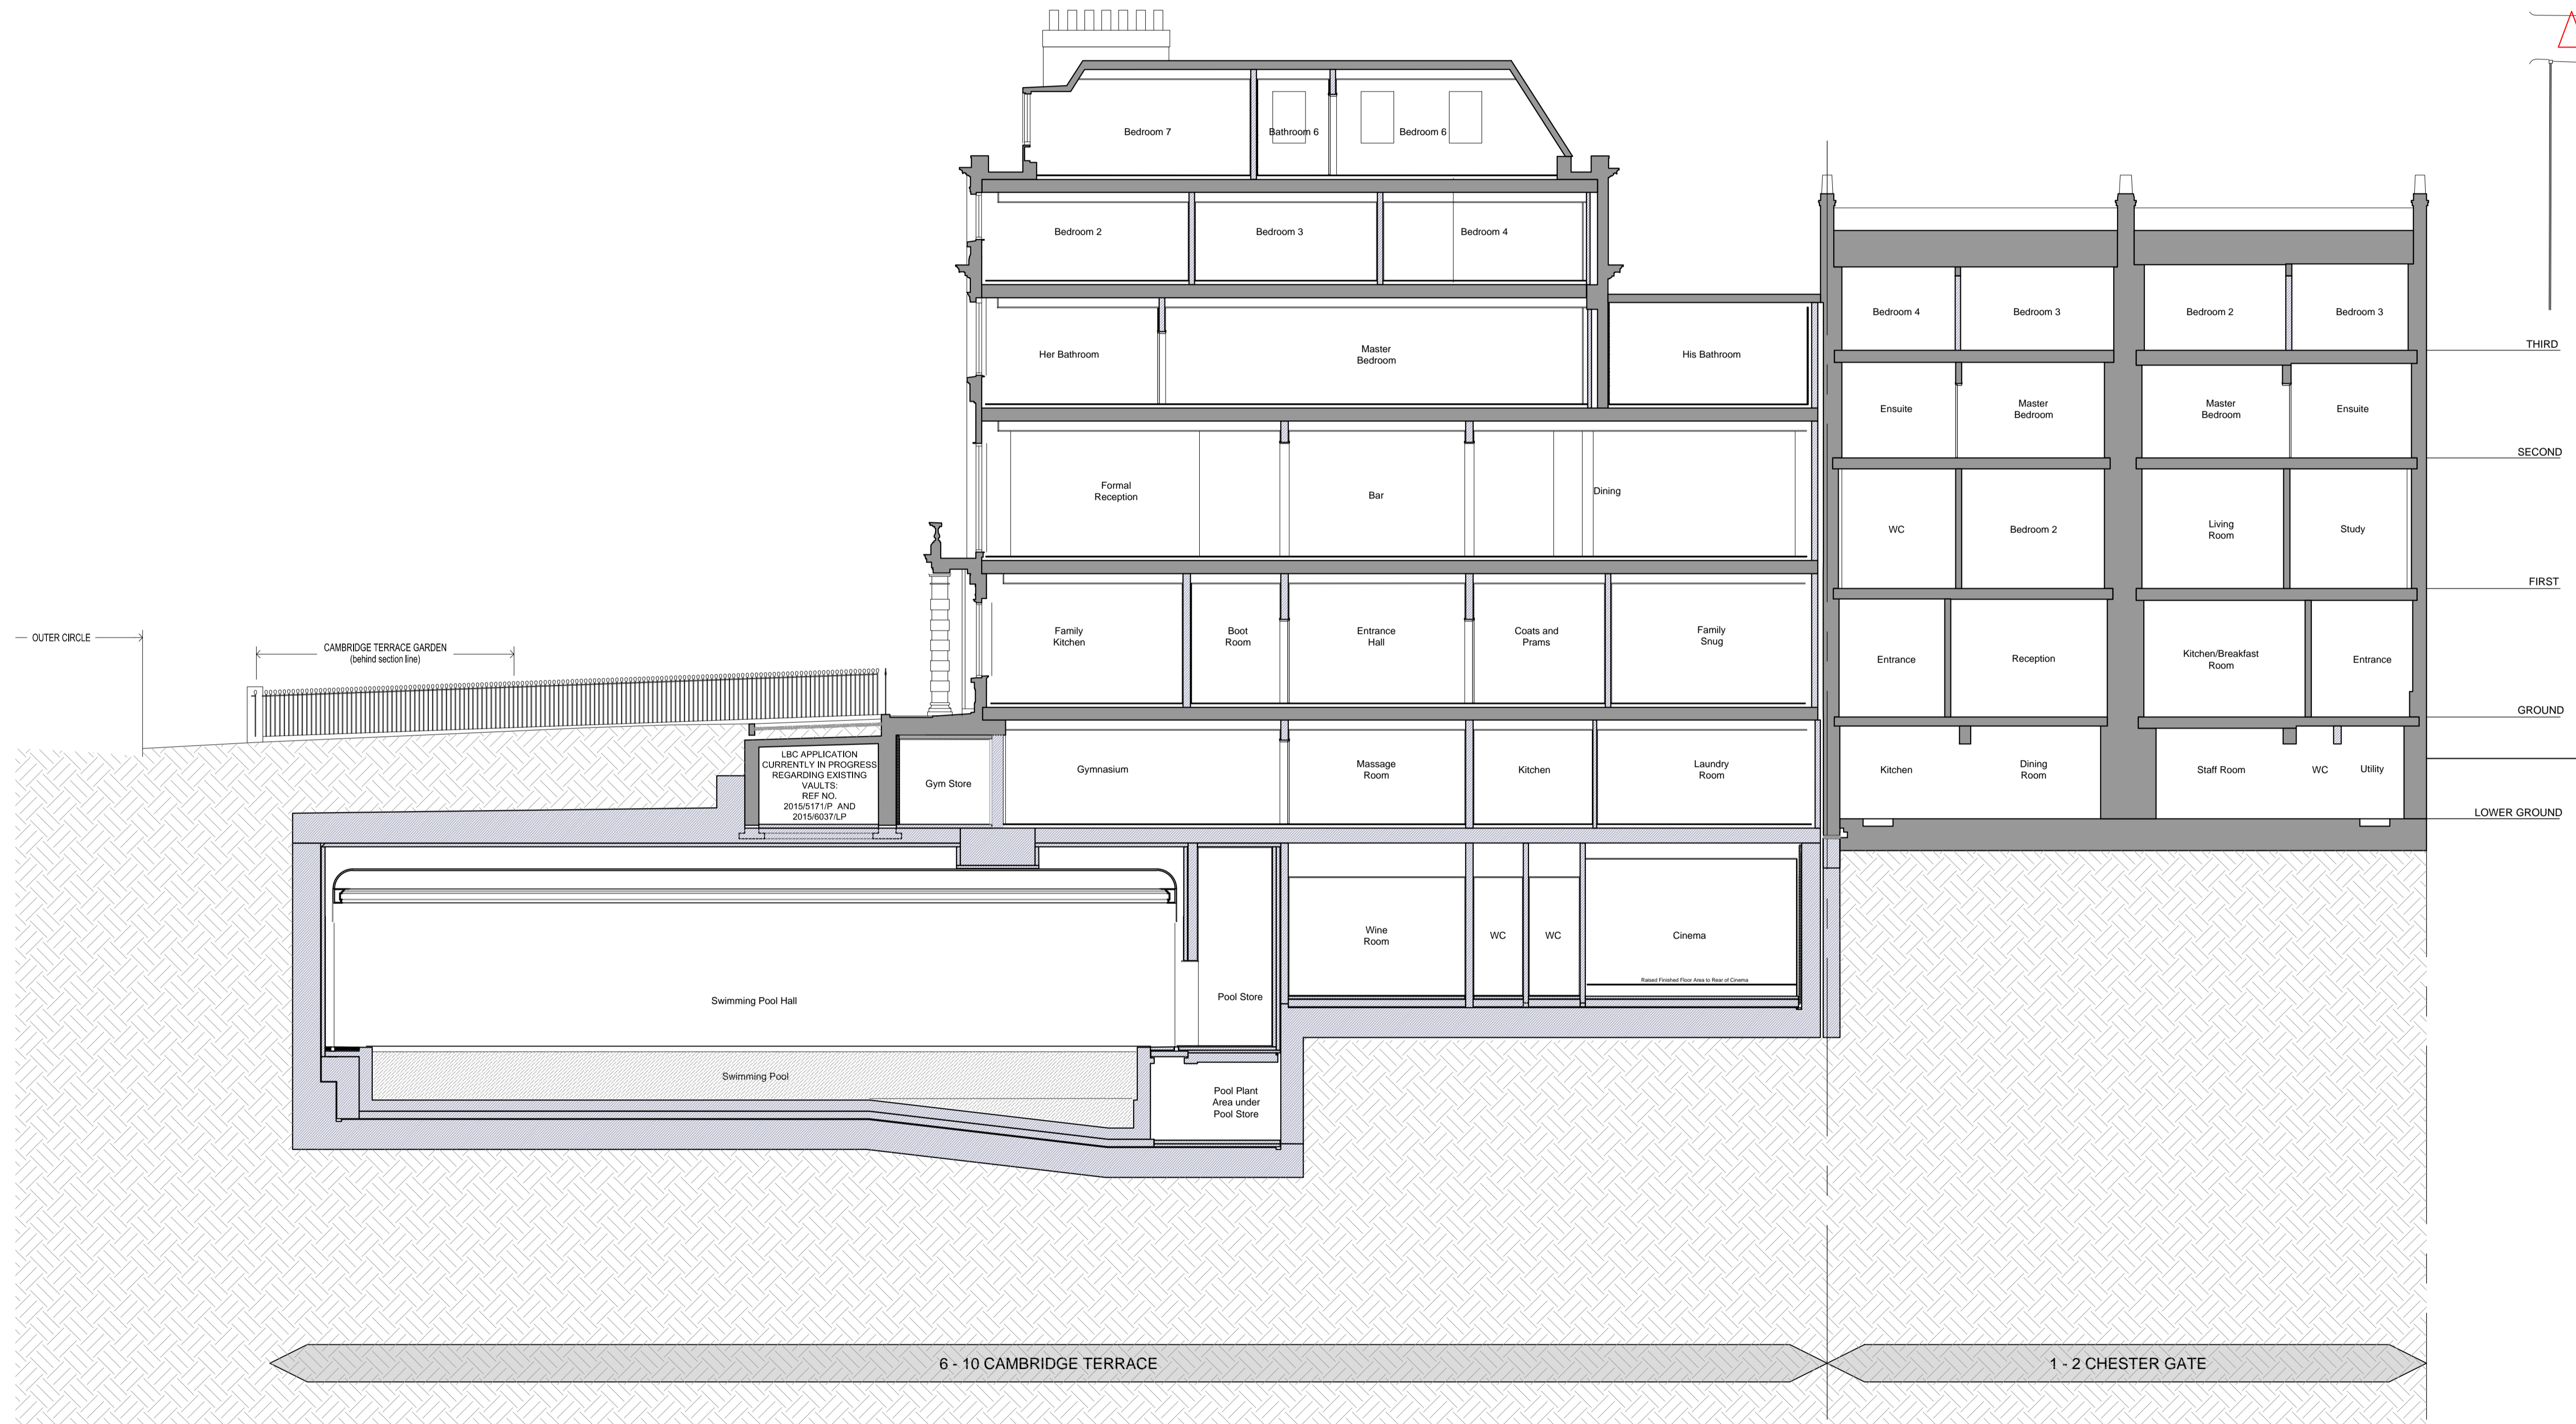 Bedroom 7
Bathroom 6
Bedroom 6
Bedroom 2
Bedroom 3
Bedroom 4
Bedroom 4
Bedroom 3
Bedroom 2
Bedroom 3
THIRD
Her Bathroom
Master
Bedroom
His Bathroom
Ensuite
Master
Bedroom
Master
Bedroom
Ensuite
SECOND
Formal
Reception
Bar
Dining
WC
Bedroom 2
Living
Room
Study
FIRST
OUTER CIRCLE
CAMBRIDGE TERRACE GARDEN
(behind section line)
Family
Kitchen
Boot
Room
Entrance
Hall
Coats and
Prams
Family
Snug
Entrance
Reception
Kitchen/Breakfast
Room
Entrance
GROUND
LBC APPLICATION
CURRENTLY IN PROGRESS
REGARDING EXISTING
VAULTS:
REF NO.
2015/5171/P AND
2015/6037/LP
Gym Store
Gymnasium
Massage
Room
Kitchen
Laundry
Room
Kitchen
Dining
Room
Staff Room
WC
Utility
LOWER GROUND
Swimming Pool Hall
Pool Store
Wine
Room
WC
WC
Cinema
Raised Finished Floor Area to Rear of Cinema
Swimming Pool
Pool Plant
Area under
Pool Store
6 - 10 CAMBRIDGE TERRACE
1 - 2 CHESTER GATE